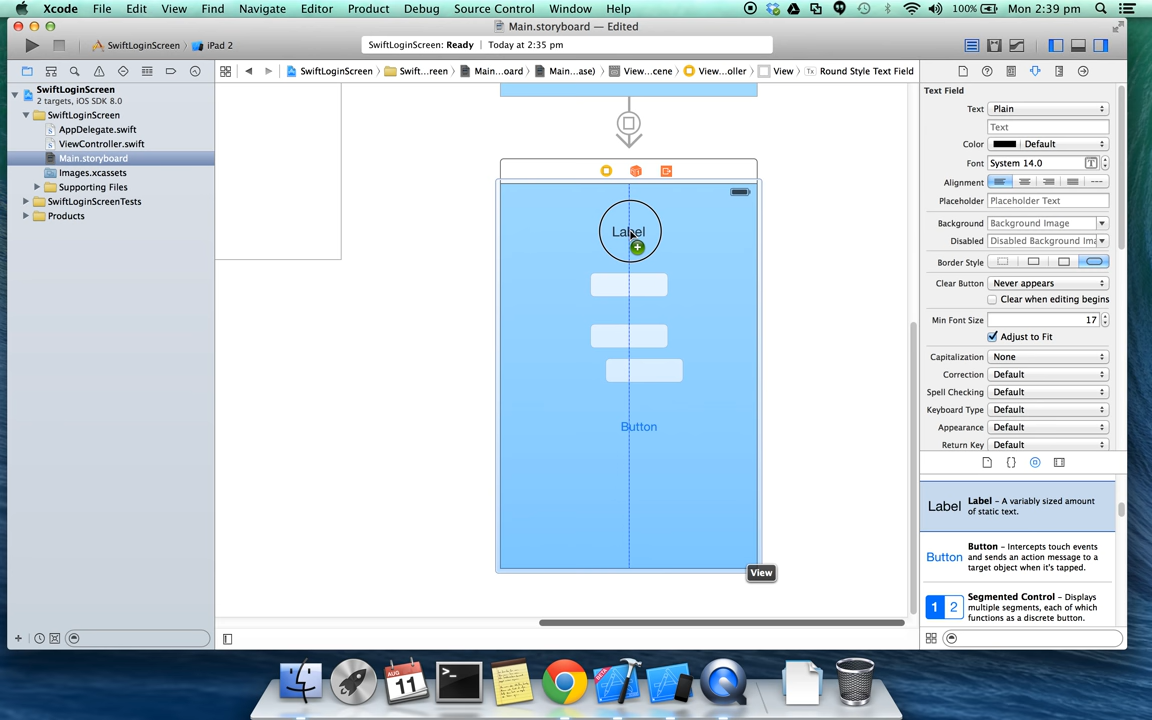 Xcode File Edit View Find Navigate Editor Product Debug Source Control Window Help
100% Mon 2:39 pm
Main.storyboard — Edited
SwiftLoginScreen iPad 2
SwiftLoginScreen: Ready | Today at 2:35 pm
SwiftLoginScreen Swift...reen Main...oard Main...ase) View...cene View...oller View Round Style Text Field
SwiftLoginScreen
2 targets, iOS SDK 8.0
SwiftLoginScreen
AppDelegate.swift
ViewController.swift
Main.storyboard
Images.xcassets
Supporting Files
SwiftLoginScreenTests
Products
Label
Button
View
Text Field
Text Plain
Text
Color Default
Font System 14.0
Alignment
Placeholder Placeholder Text
Background Background Image
Disabled Disabled Background Ima
Border Style
Clear Button Never appears
Clear when editing begins
Min Font Size 17
Adjust to Fit
Capitalization None
Correction Default
Spell Checking Default
Keyboard Type Default
Appearance Default
Return Key Default
Label Label – A variably sized amount
of static text.
Button Button – Intercepts touch events
and sends an action message to a
target object when it's tapped.
1 2 Segmented Control – Displays
multiple segments, each of which
functions as a discrete button.
AUG
11
BETA